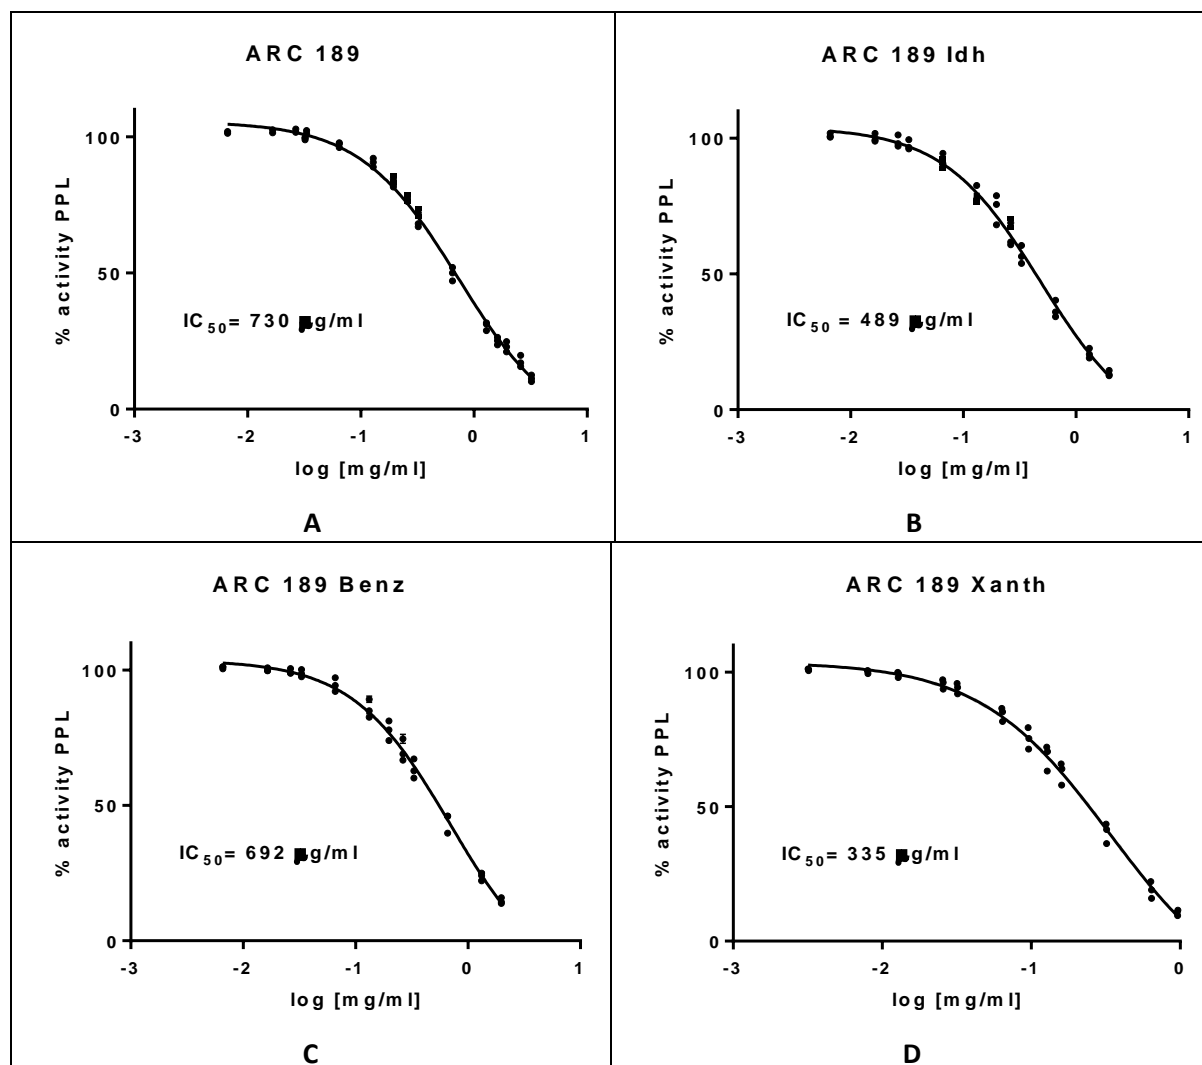 ARC 189
100
50
0
-3 -2 -1 0 1
% activity PPL
IC50= 730 g/ml
log [mg/ml]
A
ARC 189 Idh
100
50
0
-3 -2 -1 0 1
% activity PPL
IC50 = 489 g/ml
log [mg/ml]
B
ARC 189 Benz
100
50
0
-3 -2 -1 0 1
% activity PPL
IC50= 692 g/ml
log [mg/ml]
C
ARC 189 Xanth
100
50
0
-3 -2 -1 0
% activity PPL
IC50= 335 g/ml
log [mg/ml]
D